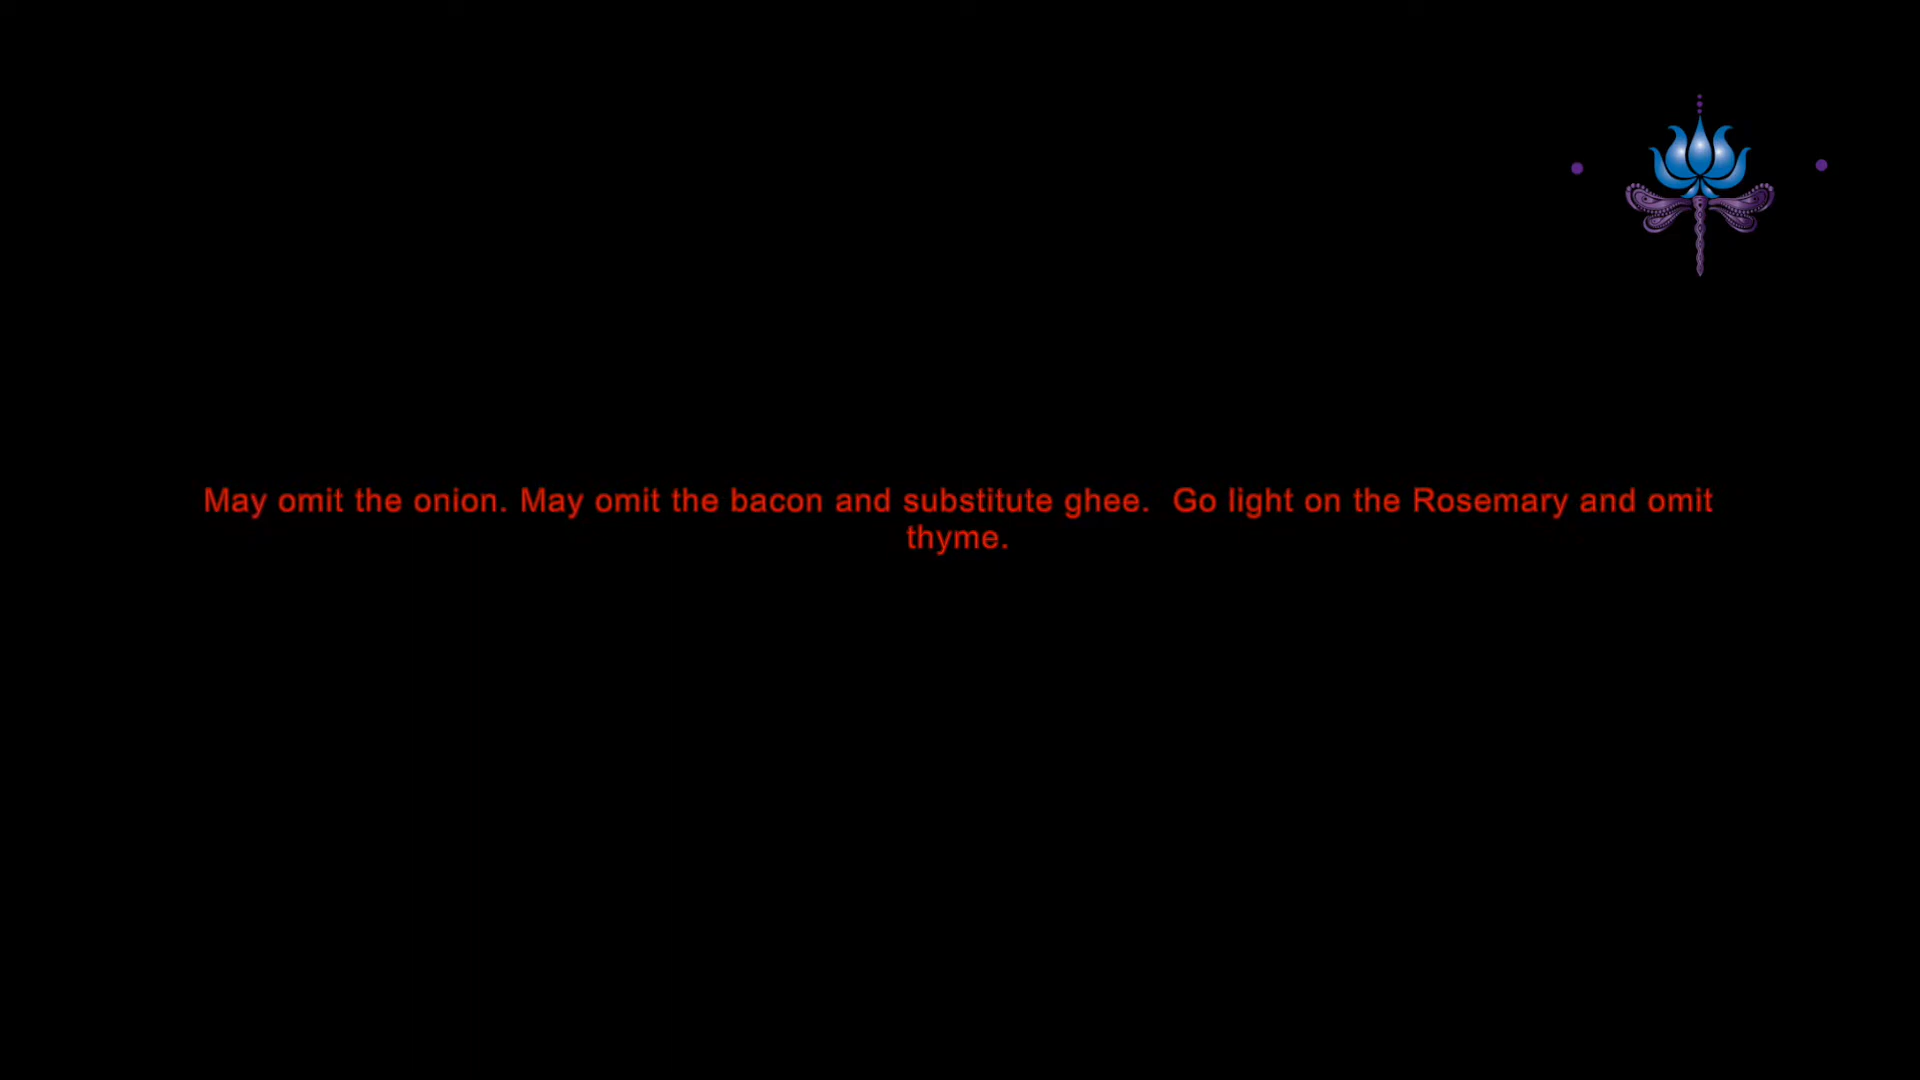 May omit the onion. May omit the bacon and substitute ghee.  Go light on the Rosemary and omit
thyme.